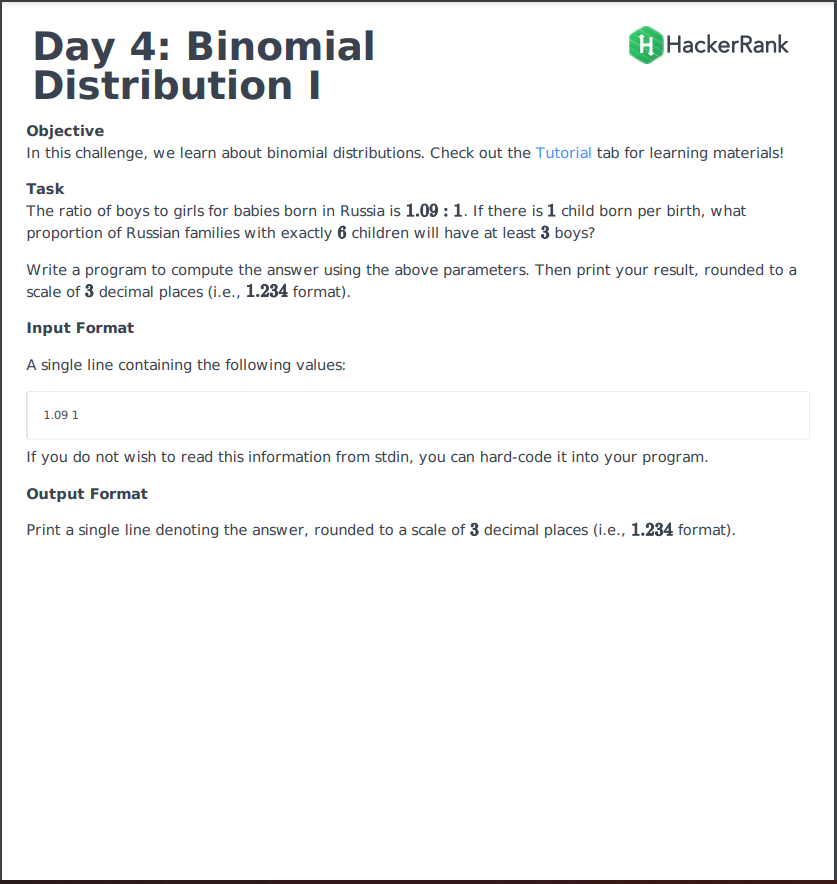 Day 4: Binomial
Distribution I
HackerRank
Objective
In this challenge, we learn about binomial distributions. Check out the Tutorial tab for learning materials!
Task
The ratio of boys to girls for babies born in Russia is 1.09 : 1. If there is 1 child born per birth, what
proportion of Russian families with exactly 6 children will have at least 3 boys?
Write a program to compute the answer using the above parameters. Then print your result, rounded to a
scale of 3 decimal places (i.e., 1.234 format).
Input Format
A single line containing the following values:
1.09 1
If you do not wish to read this information from stdin, you can hard-code it into your program.
Output Format
Print a single line denoting the answer, rounded to a scale of 3 decimal places (i.e., 1.234 format).